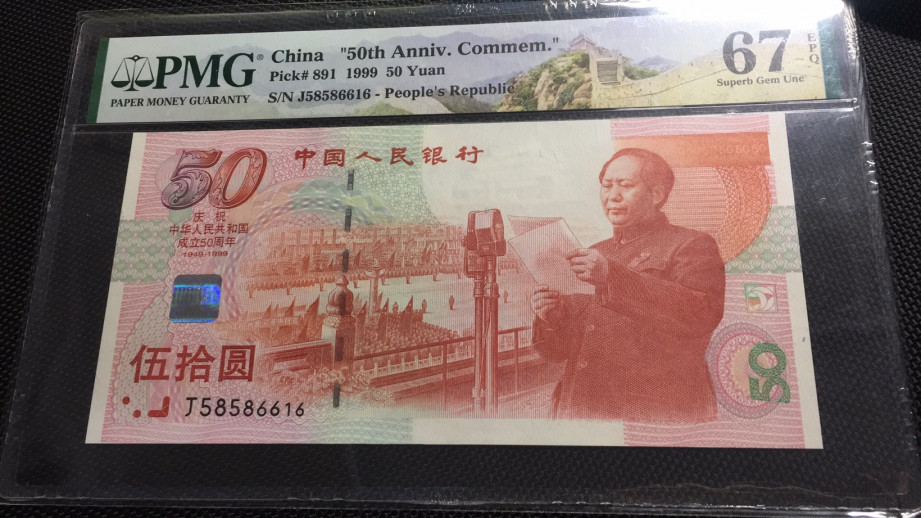 PMG®
PAPER MONEY GUARANTY
China "50th Anniv. Commem."
Pick# 891 1999 50 Yuan
S/N J58586616 - People's Republic
67
EPQ
Superb Gem Unc
50
中国人民银行
庆祝
中华人民共和国
成立50周年
1949-1999
伍拾圆
J58586616
50